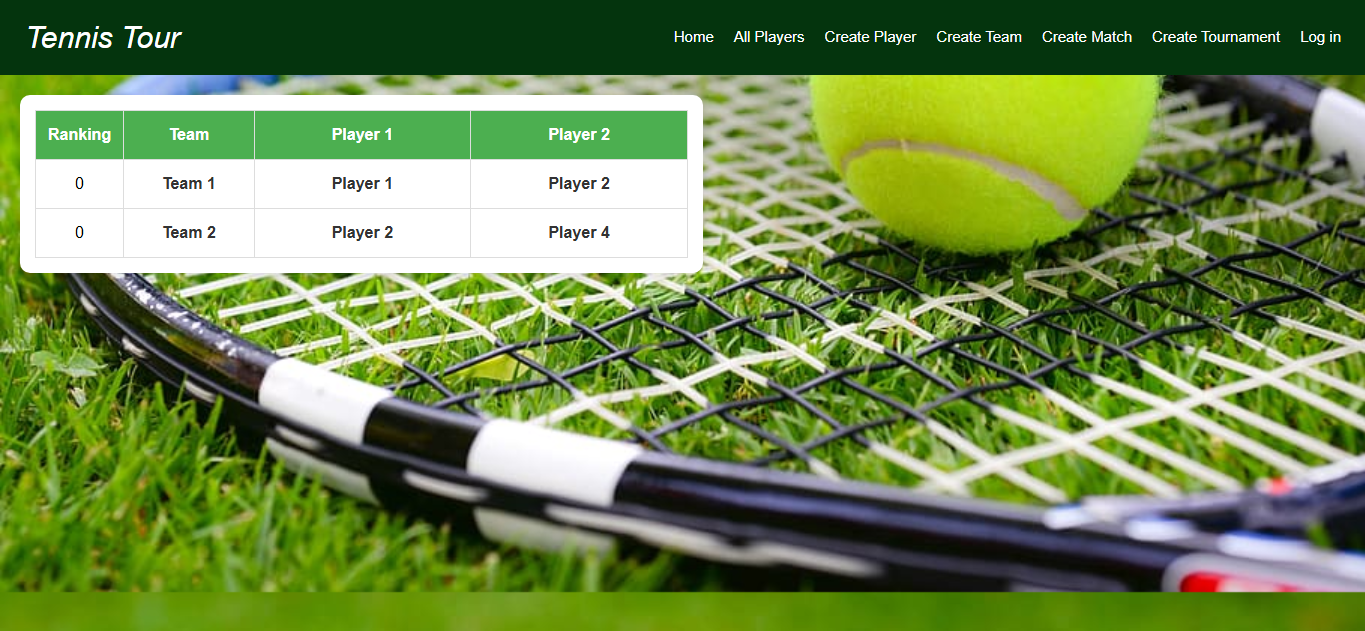 Tennis Tour
Home All Players Create Player Create Team Create Match Create Tournament Log in
Ranking Team Player 1 Player 2
0 Team 1 Player 1 Player 2
0 Team 2 Player 2 Player 4